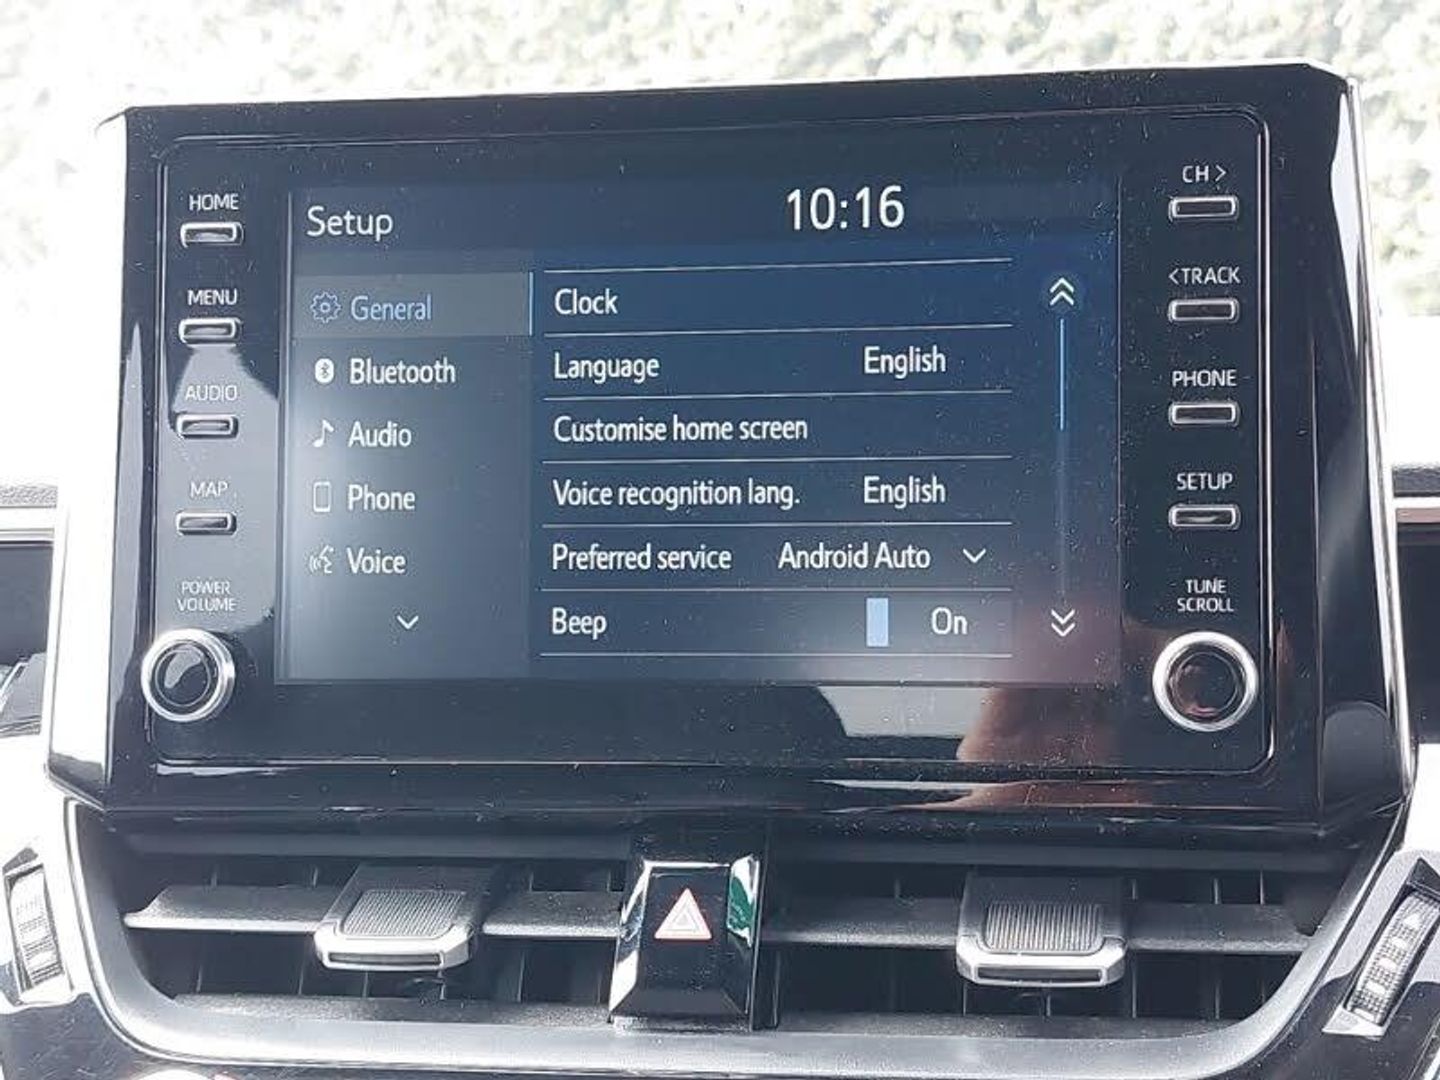 HOME
MENU
AUDIO
MAP
POWER
VOLUME
Setup
10:16
General
Bluetooth
Audio
Phone
Voice
Clock
Language English
Customise home screen
Voice recognition lang. English
Preferred service Android Auto
Beep On
CH>
<TRACK
PHONE
SETUP
TUNE
SCROLL